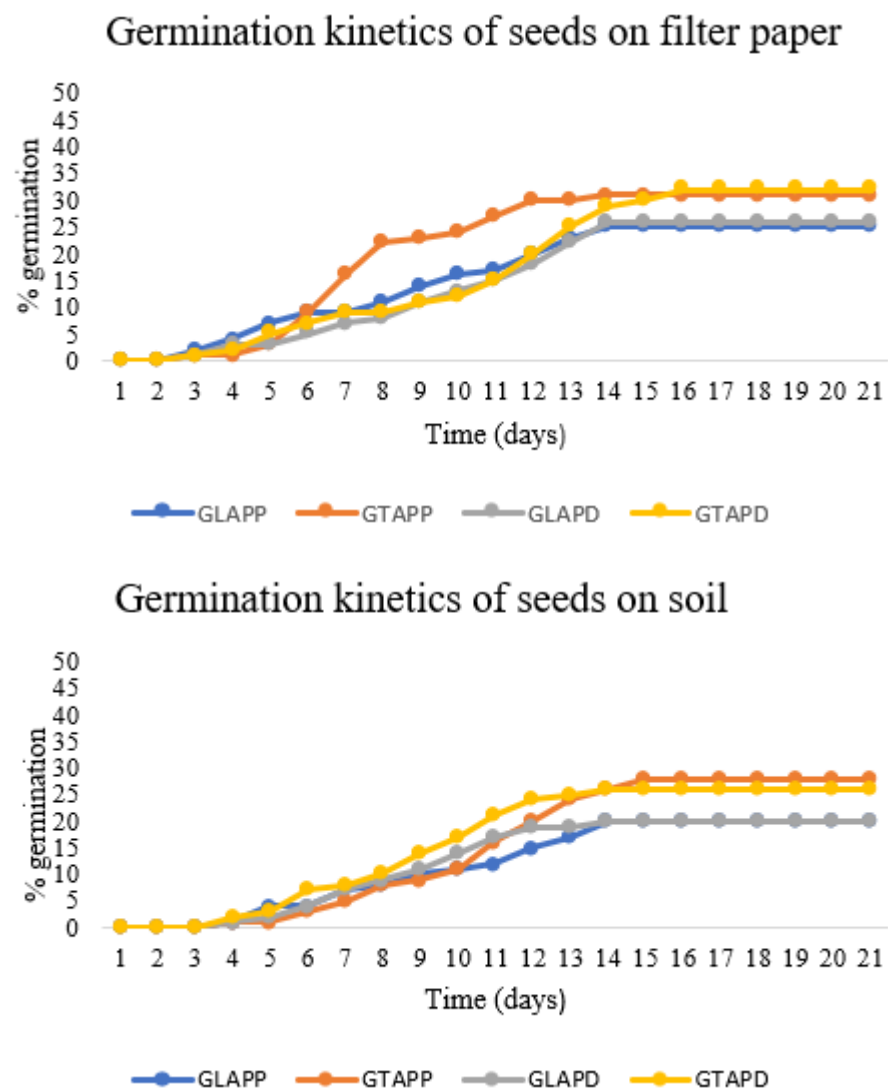 Germination kinetics of seeds on filter paper
50
45
40
35
30
25
20
15
10
5
0
% germination
1 2 3 4 5 6 7 8 9 10 11 12 13 14 15 16 17 18 19 20 21
Time (days)
GLAPP GTAPP GLAPD GTAPD
Germination kinetics of seeds on soil
50
45
40
35
30
25
20
15
10
5
0
% germination
1 2 3 4 5 6 7 8 9 10 11 12 13 14 15 16 17 18 19 20 21
Time (days)
GLAPP GTAPP GLAPD GTAPD